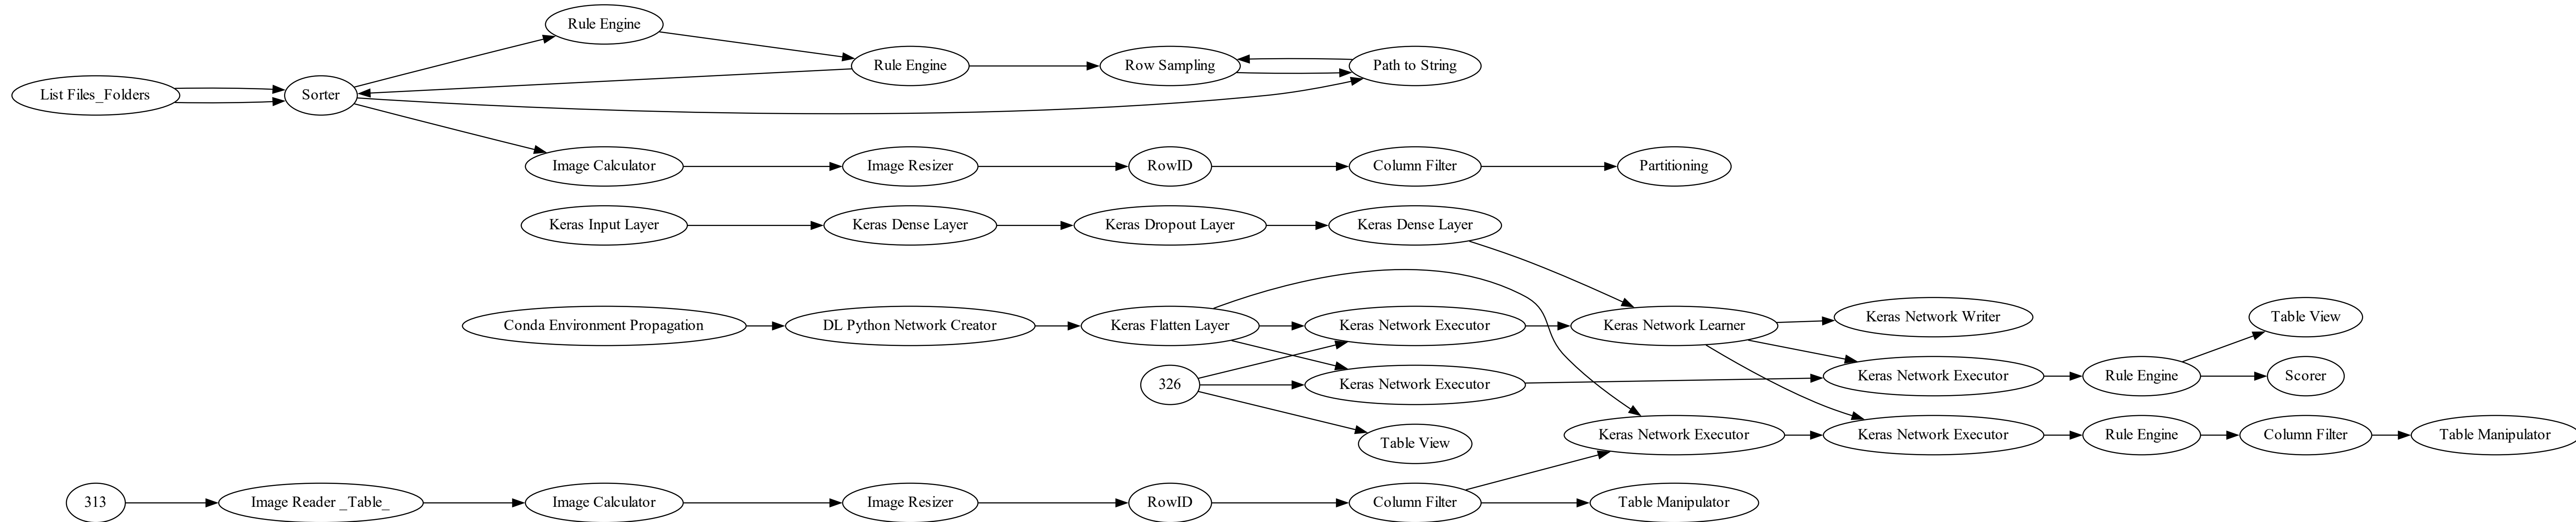 Rule Engine
List Files_Folders
Sorter
Rule Engine
Row Sampling
Path to String
Image Calculator
Image Resizer
RowID
Column Filter
Partitioning
Keras Input Layer
Keras Dense Layer
Keras Dropout Layer
Keras Dense Layer
Conda Environment Propagation
DL Python Network Creator
Keras Flatten Layer
Keras Network Executor
Keras Network Learner
Keras Network Writer
Table View
326
Keras Network Executor
Keras Network Executor
Rule Engine
Scorer
Table View
Keras Network Executor
Keras Network Executor
Rule Engine
Column Filter
Table Manipulator
313
Image Reader _Table_
Image Calculator
Image Resizer
RowID
Column Filter
Table Manipulator